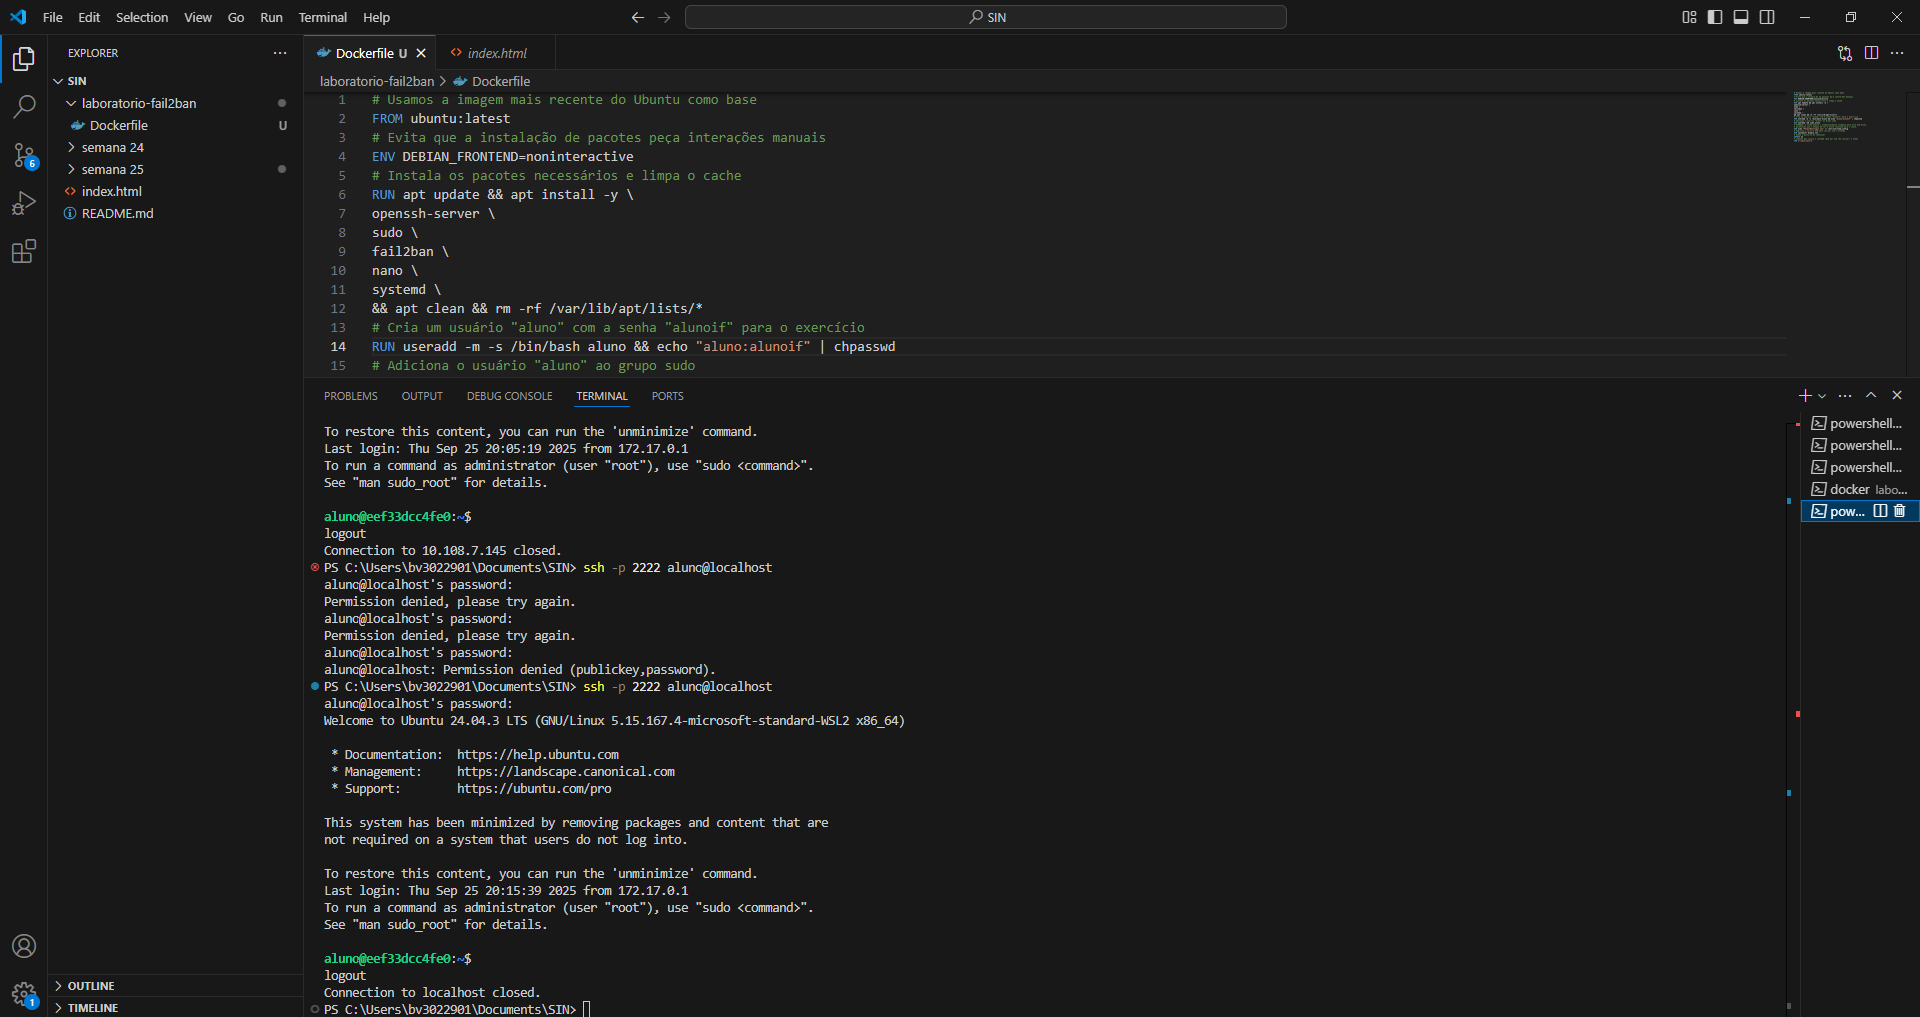 File Edit Selection View Go Run Terminal Help
SIN
EXPLORER
SIN
laboratorio-fail2ban
Dockerfile U
semana 24
semana 25
index.html
README.md
OUTLINE
TIMELINE
6
1
Dockerfile U
index.html
laboratorio-fail2ban > Dockerfile
1 # Usamos a imagem mais recente do Ubuntu como base
2 FROM ubuntu:latest
3 # Evita que a instalação de pacotes peça interações manuais
4 ENV DEBIAN_FRONTEND=noninteractive
5 # Instala os pacotes necessários e limpa o cache
6 RUN apt update && apt install -y \
7 openssh-server \
8 sudo \
9 fail2ban \
10 nano \
11 systemd \
12 && apt clean && rm -rf /var/lib/apt/lists/*
13 # Cria um usuário "aluno" com a senha "alunoif" para o exercício
14 RUN useradd -m -s /bin/bash aluno && echo "aluno:alunoif" | chpasswd
15 # Adiciona o usuário "aluno" ao grupo sudo
PROBLEMS OUTPUT DEBUG CONSOLE TERMINAL PORTS
To restore this content, you can run the 'unminimize' command.
Last login: Thu Sep 25 20:05:19 2025 from 172.17.0.1
To run a command as administrator (user "root"), use "sudo <command>".
See "man sudo_root" for details.
aluno@eef33dcc4fe0:~$
logout
Connection to 10.108.7.145 closed.
PS C:\Users\bv3022901\Documents\SIN> ssh -p 2222 aluno@localhost
aluno@localhost's password:
Permission denied, please try again.
aluno@localhost's password:
Permission denied, please try again.
aluno@localhost's password:
aluno@localhost: Permission denied (publickey,password).
PS C:\Users\bv3022901\Documents\SIN> ssh -p 2222 aluno@localhost
aluno@localhost's password:
Welcome to Ubuntu 24.04.3 LTS (GNU/Linux 5.15.167.4-microsoft-standard-WSL2 x86_64)
* Documentation: https://help.ubuntu.com
* Management: https://landscape.canonical.com
* Support: https://ubuntu.com/pro
This system has been minimized by removing packages and content that are
not required on a system that users do not log into.
To restore this content, you can run the 'unminimize' command.
Last login: Thu Sep 25 20:15:39 2025 from 172.17.0.1
To run a command as administrator (user "root"), use "sudo <command>".
See "man sudo_root" for details.
aluno@eef33dcc4fe0:~$
logout
Connection to localhost closed.
PS C:\Users\bv3022901\Documents\SIN>
powershell...
powershell...
powershell...
docker labo...
pow...